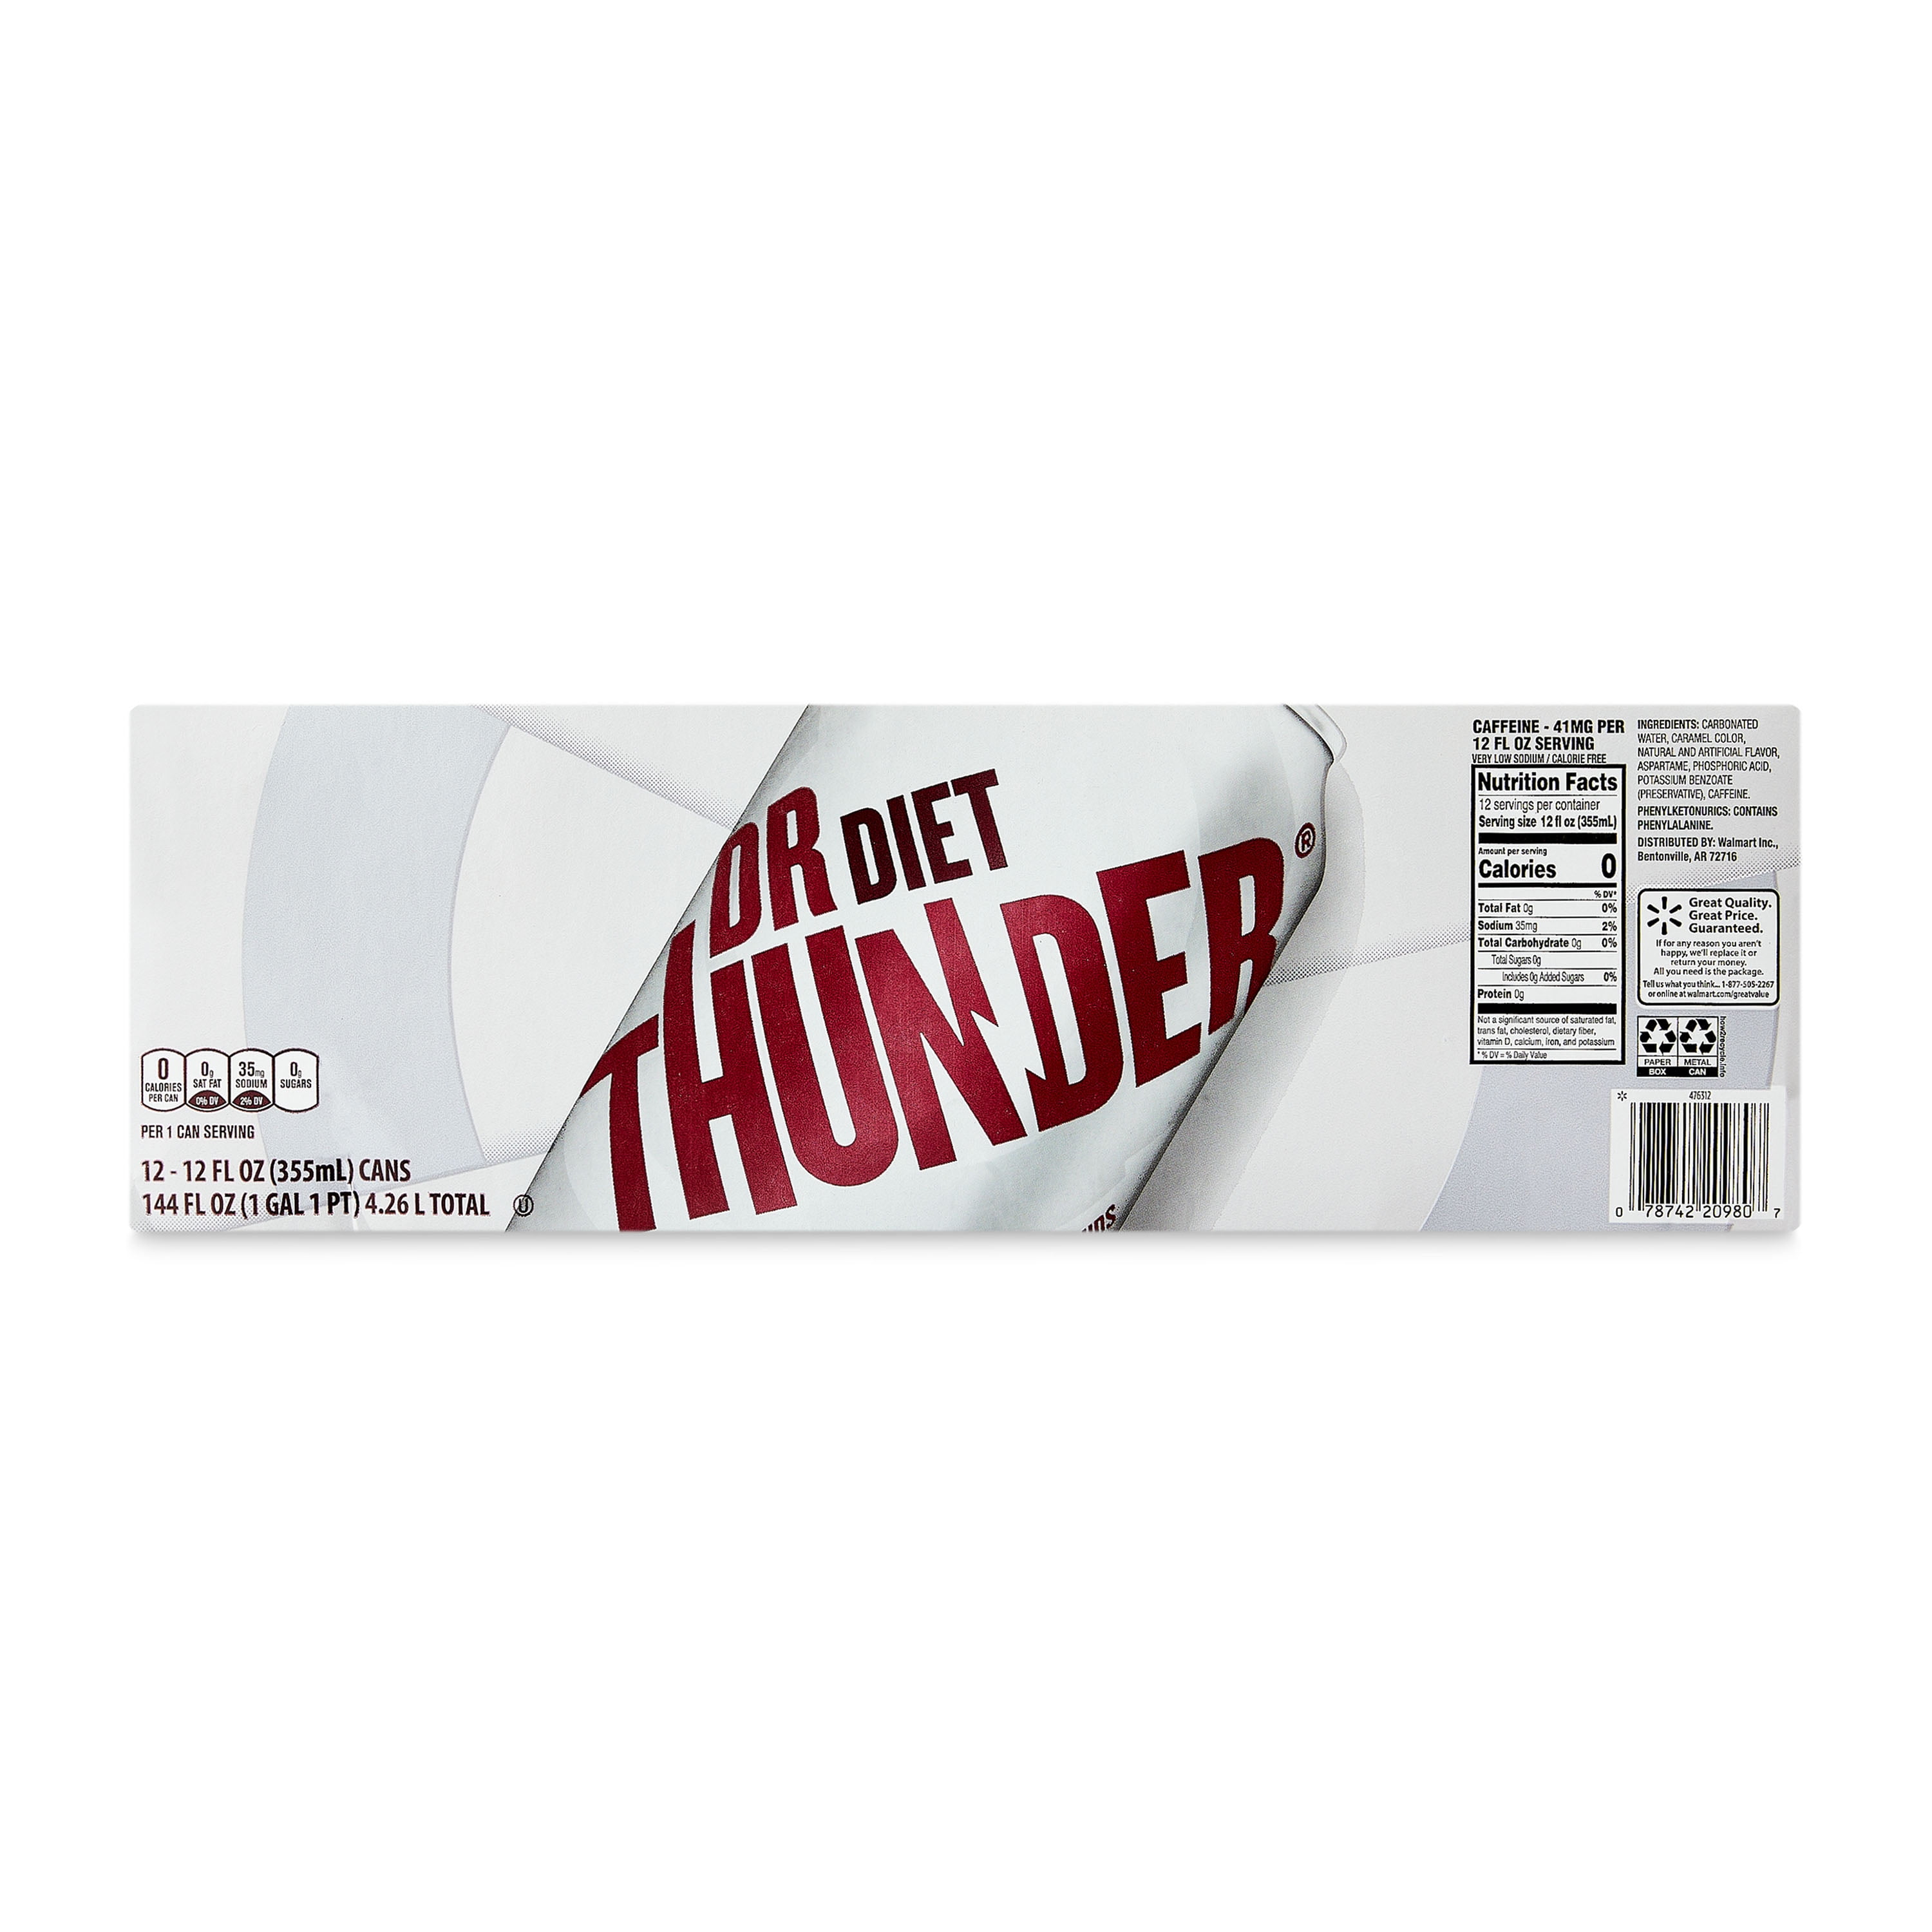 DR DIET
THUNDER®
0
CALORIES
PER CAN
0g
SAT FAT
0% DV
35mg
SODIUM
2% DV
0g
SUGARS
PER 1 CAN SERVING
12 - 12 FL OZ (355mL) CANS
144 FL OZ (1 GAL 1 PT) 4.26 L TOTAL
U
CAFFEINE - 41MG PER
12 FL OZ SERVING
VERY LOW SODIUM / CALORIE FREE
Nutrition Facts
12 servings per container
Serving size 12 fl oz (355mL)
Amount per serving
Calories 0
% DV*
Total Fat 0g 0%
Sodium 35mg 2%
Total Carbohydrate 0g 0%
Total Sugars 0g
Includes 0g Added Sugars 0%
Protein 0g
Not a significant source of saturated fat,
trans fat, cholesterol, dietary fiber,
vitamin D, calcium, iron, and potassium
* % DV = % Daily Value
INGREDIENTS: CARBONATED
WATER, CARAMEL COLOR,
NATURAL AND ARTIFICIAL FLAVOR,
ASPARTAME, PHOSPHORIC ACID,
POTASSIUM BENZOATE
(PRESERVATIVE), CAFFEINE.
PHENYLKETONURICS: CONTAINS
PHENYLALANINE.
DISTRIBUTED BY: Walmart Inc.,
Bentonville, AR 72716
Great Quality.
Great Price.
Guaranteed.
If for any reason you aren't
happy, we'll replace it or
return your money.
All you need is the package.
Tell us what you think... 1-877-505-2267
or online at walmart.com/greatvalue
PAPER METAL
BOX CAN
how2recycle.info
476312
0 78742 20980 7